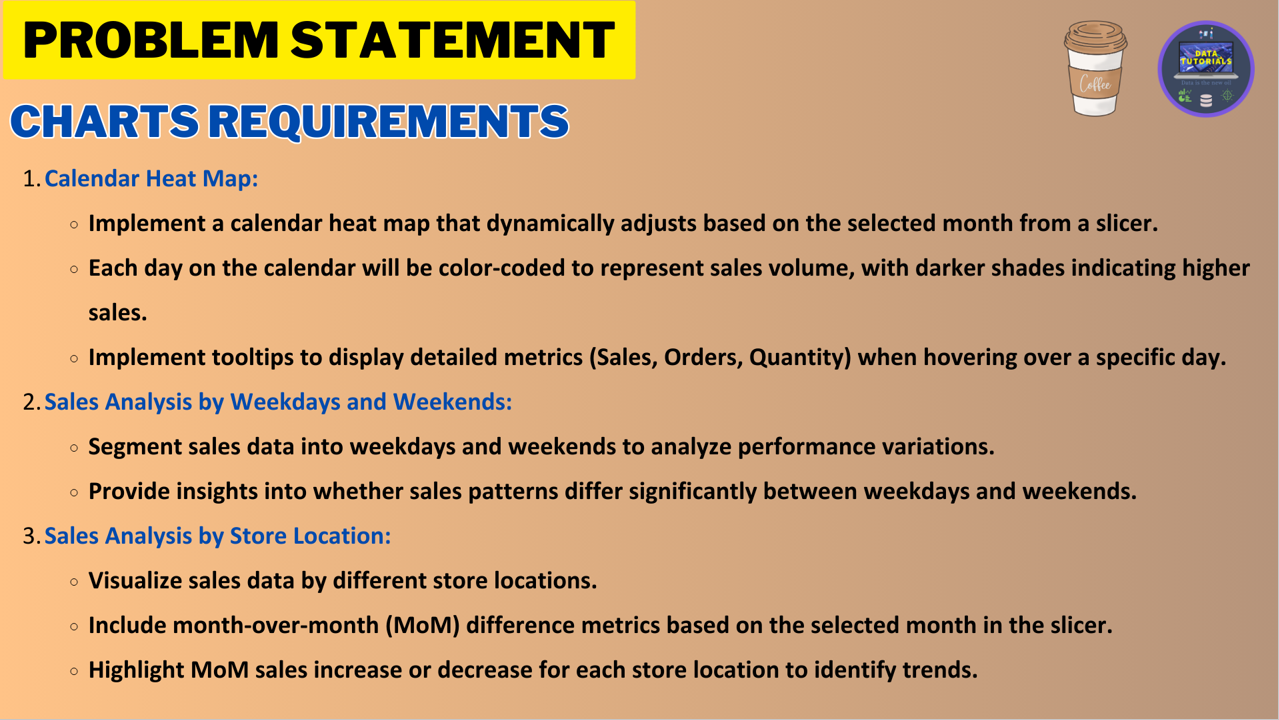 PROBLEM STATEMENT
Coffee
DATA
TUTORIALS
CHARTS REQUIREMENTS
1. Calendar Heat Map:
○ Implement a calendar heat map that dynamically adjusts based on the selected month from a slicer.
○ Each day on the calendar will be color-coded to represent sales volume, with darker shades indicating higher
sales.
○ Implement tooltips to display detailed metrics (Sales, Orders, Quantity) when hovering over a specific day.
2. Sales Analysis by Weekdays and Weekends:
○ Segment sales data into weekdays and weekends to analyze performance variations.
○ Provide insights into whether sales patterns differ significantly between weekdays and weekends.
3. Sales Analysis by Store Location:
○ Visualize sales data by different store locations.
○ Include month-over-month (MoM) difference metrics based on the selected month in the slicer.
○ Highlight MoM sales increase or decrease for each store location to identify trends.